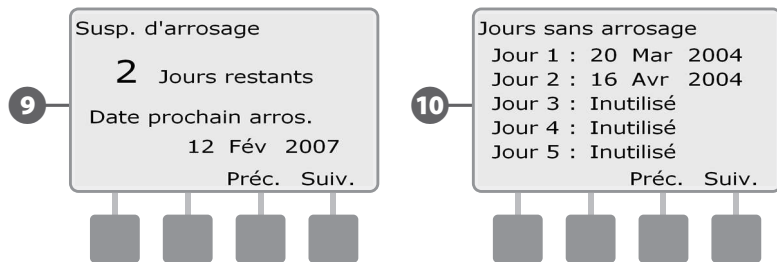 9
Susp. d'arrosage
2 Jours restants
Date prochain arros.
12 Fév 2007
Préc. Suiv.
10
Jours sans arrosage
Jour 1 : 20 Mar 2004
Jour 2 : 16 Avr 2004
Jour 3 : Inutilisé
Jour 4 : Inutilisé
Jour 5 : Inutilisé
Préc. Suiv.